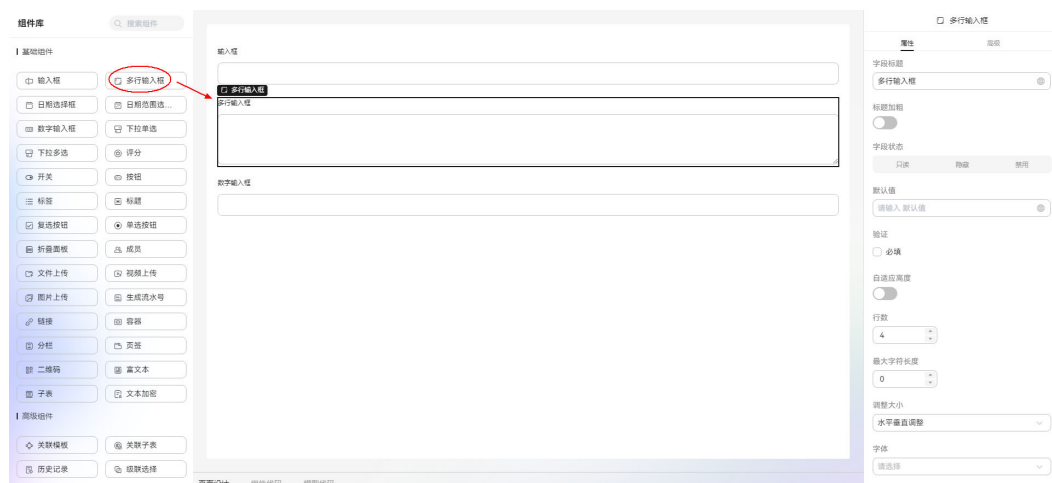 组件库
搜索组件
基础组件
输入框
多行输入框
日期选择框
日期范围选...
数字输入框
下拉单选
下拉多选
评分
开关
按钮
标签
标题
复选按钮
单选按钮
折叠面板
成员
文件上传
视频上传
图片上传
生成流水号
链接
容器
分栏
页签
二维码
富文本
子表
文本加密
高级组件
关联模板
关联子表
历史记录
级联选择
输入框
多行输入框
多行输入框
数字输入框
多行输入框
属性
高级
字段标题
多行输入框
标题加粗
字段状态
只读
隐藏
禁用
默认值
请输入 默认值
验证
必填
自适应高度
行数
4
最大字符长度
0
调整大小
水平垂直调整
字体
请选择